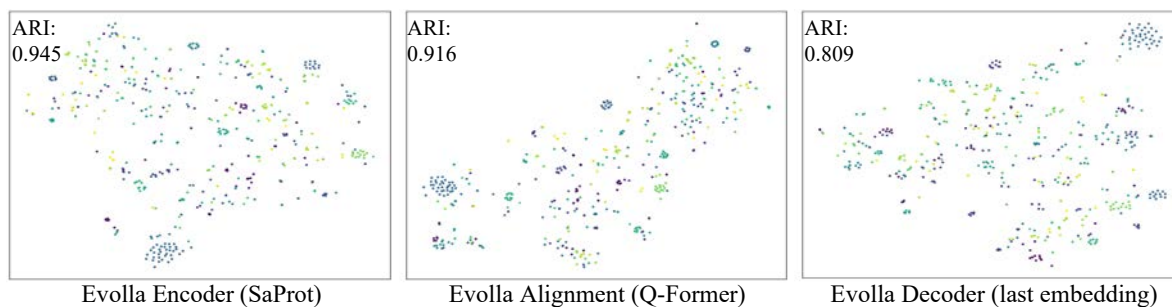 ARI:
0.945
ARI:
0.916
ARI:
0.809
Evolla Encoder (SaProt)
Evolla Alignment (Q-Former)
Evolla Decoder (last embedding)